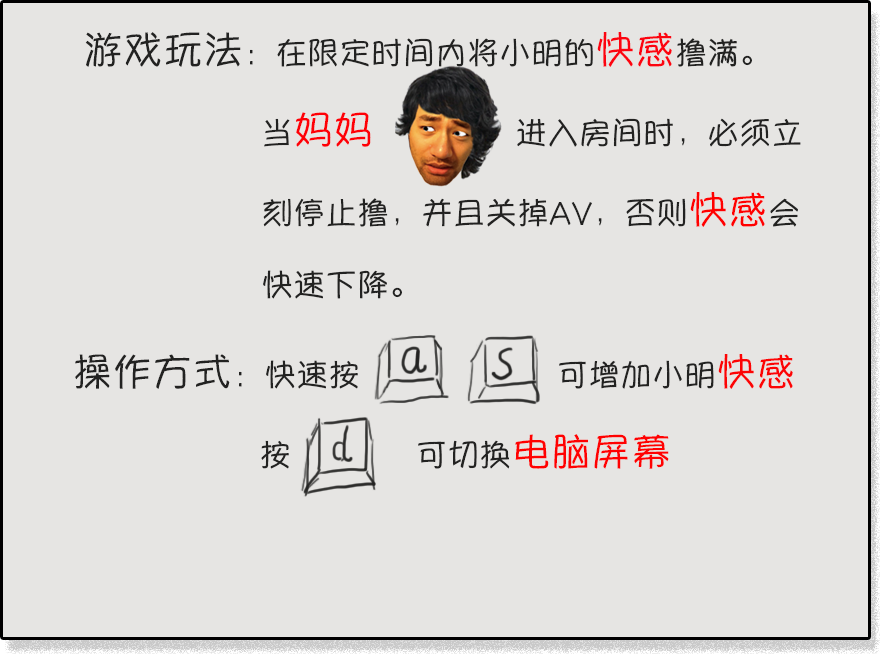 游戏玩法：在限定时间内将小明的快感撸满。
当妈妈 进入房间时，必须立
刻停止撸，并且关掉AV，否则快感会
快速下降。
操作方式：快速按 a s 可增加小明快感
按 d 可切换电脑屏幕